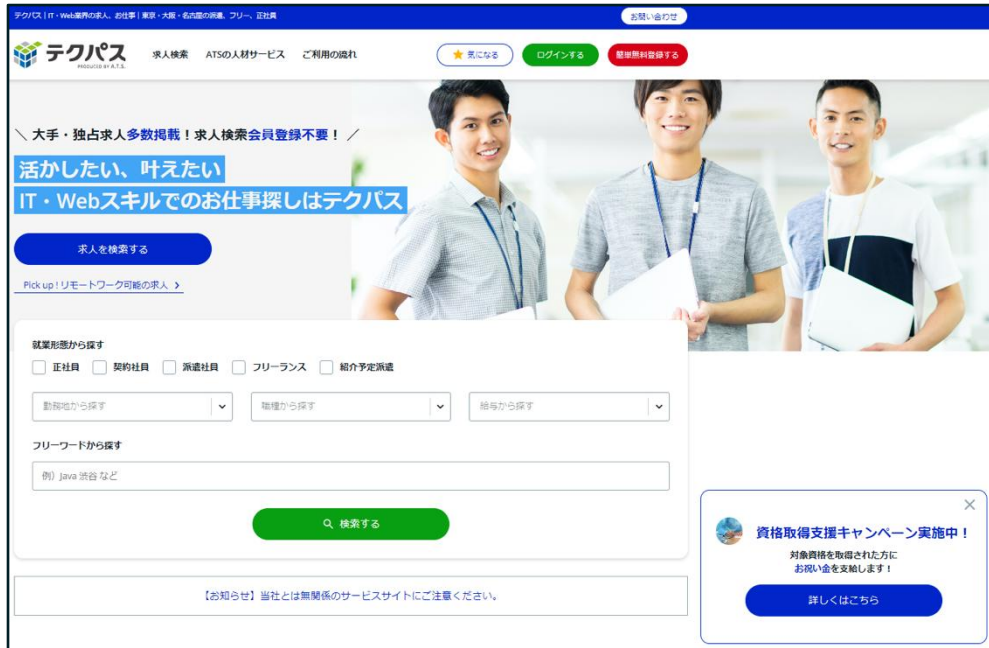 テクパス | IT・Web業界の求人、お仕事 | 東京・大阪・名古屋の派遣、フリー、正社員
お問い合わせ
テクパス
PRODUCED BY A.T.S.
求人検索 ATSの人材サービス ご利用の流れ
気になる
ログインする
簡単無料登録する
\ 大手・独占求人多数掲載！求人検索会員登録不要！ /
活かしたい、叶えたい
IT・Webスキルでのお仕事探しはテクパス
求人を検索する
Pick up ! リモートワーク可能の求人
就業形態から探す
正社員 契約社員 派遣社員 フリーランス 紹介予定派遣
勤務地から探す 職種から探す 給与から探す
フリーワードから探す
例）Java 渋谷 など
検索する
【お知らせ】当社とは無関係のサービスサイトにご注意ください。
資格取得支援キャンペーン実施中！
対象資格を取得された方に
お祝い金を支給します！
詳しくはこちら